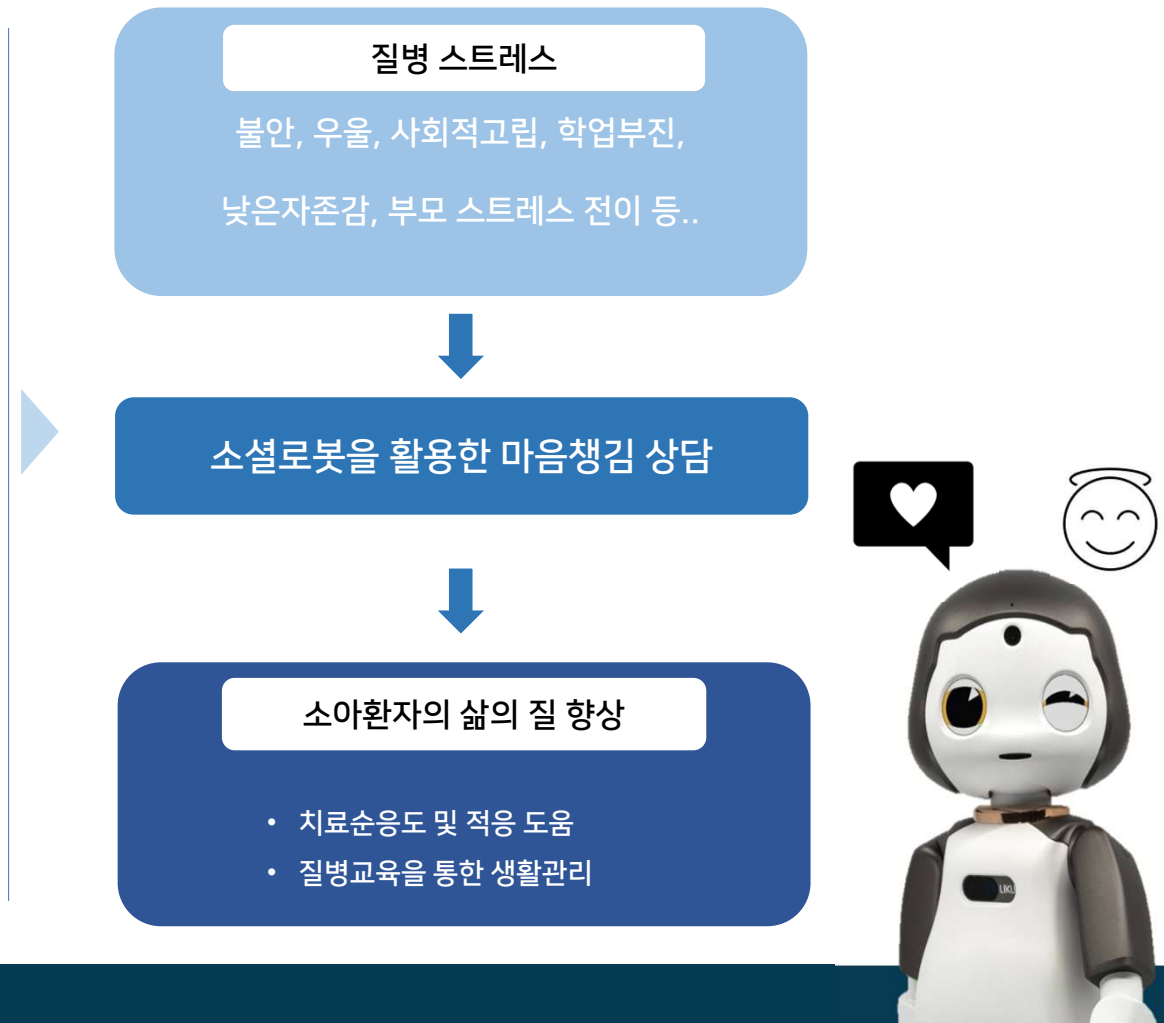 질병 스트레스
불안, 우울, 사회적고립, 학업부진,
낮은자존감, 부모 스트레스 전이 등..
소셜로봇을 활용한 마음챙김 상담
소아환자의 삶의 질 향상
• 치료순응도 및 적응 도움
• 질병교육을 통한 생활관리
LIKU